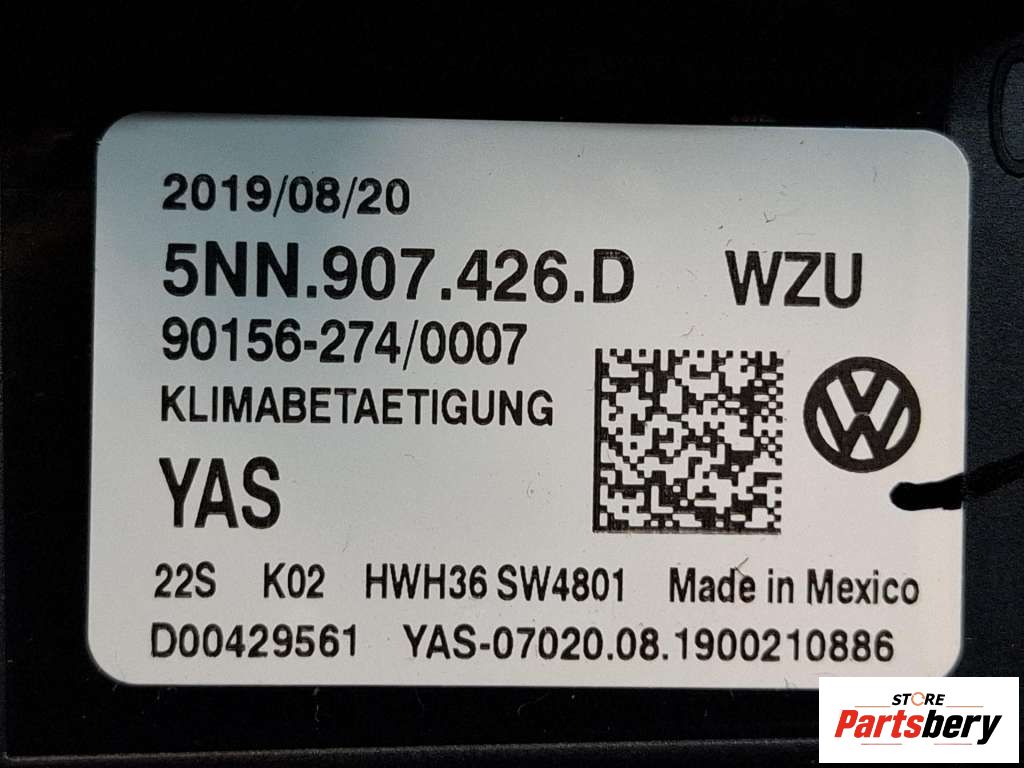 2019/08/20
5NN.907.426.D WZU
90156-274/0007
KLIMABETAETIGUNG
YAS
22S K02 HWH36 SW4801 Made in Mexico
D00429561 YAS-07020.08.1900210886
STORE
Partsbery